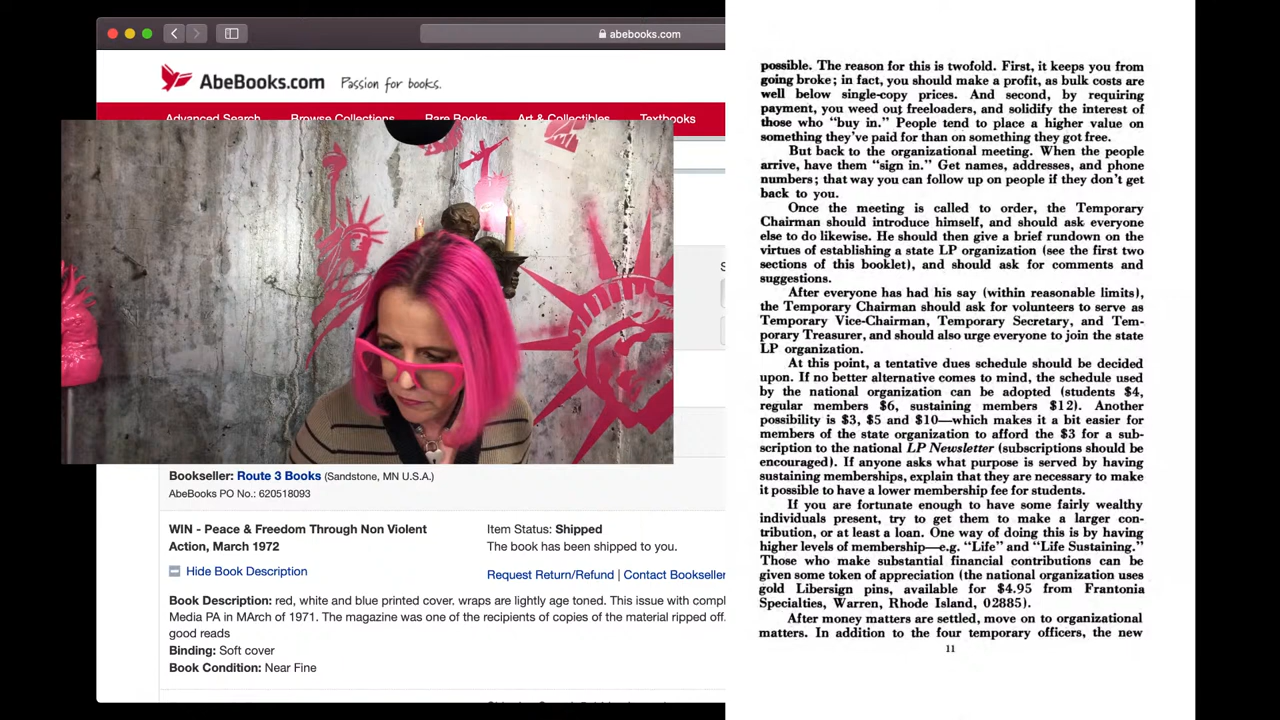 abebooks.com
AbeBooks.com Passion for books.
Advanced Search Browse Collections Rare Books Art & Collectibles Textbooks
Bookseller: Route 3 Books (Sandstone, MN U.S.A.)
AbeBooks PO No.: 620518093
WIN - Peace & Freedom Through Non Violent
Action, March 1972
Hide Book Description
Item Status: Shipped
The book has been shipped to you.
Request Return/Refund | Contact Bookseller
Book Description: red, white and blue printed cover. wraps are lightly age toned. This issue with compl
Media PA in MArch of 1971. The magazine was one of the recipients of copies of the material ripped off.
good reads
Binding: Soft cover
Book Condition: Near Fine
possible. The reason for this is twofold. First, it keeps you from
going broke; in fact, you should make a profit, as bulk costs are
well below single-copy prices. And second, by requiring
payment, you weed out freeloaders, and solidify the interest of
those who “buy in.” People tend to place a higher value on
something they've paid for than on something they got free.
But back to the organizational meeting. When the people
arrive, have them “sign in.” Get names, addresses, and phone
numbers; that way you can follow up on people if they don't get
back to you.
Once the meeting is called to order, the Temporary
Chairman should introduce himself, and should ask everyone
else to do likewise. He should then give a brief rundown on the
virtues of establishing a state LP organization (see the first two
sections of this booklet), and should ask for comments and
suggestions.
After everyone has had his say (within reasonable limits),
the Temporary Chairman should ask for volunteers to serve as
Temporary Vice-Chairman, Temporary Secretary, and Tem-
porary Treasurer, and should also urge everyone to join the state
LP organization.
At this point, a tentative dues schedule should be decided
upon. If no better alternative comes to mind, the schedule used
by the national organization can be adopted (students $4,
regular members $6, sustaining members $12). Another
possibility is $3, $5 and $10—which makes it a bit easier for
members of the state organization to afford the $3 for a sub-
scription to the national LP Newsletter (subscriptions should be
encouraged). If anyone asks what purpose is served by having
sustaining memberships, explain that they are necessary to make
it possible to have a lower membership fee for students.
If you are fortunate enough to have some fairly wealthy
individuals present, try to get them to make a larger con-
tribution, or at least a loan. One way of doing this is by having
higher levels of membership—e.g. “Life” and “Life Sustaining.”
Those who make substantial financial contributions can be
given some token of appreciation (the national organization uses
gold Libersign pins, available for $4.95 from Frantonia
Specialties, Warren, Rhode Island, 02885).
After money matters are settled, move on to organizational
matters. In addition to the four temporary officers, the new
11